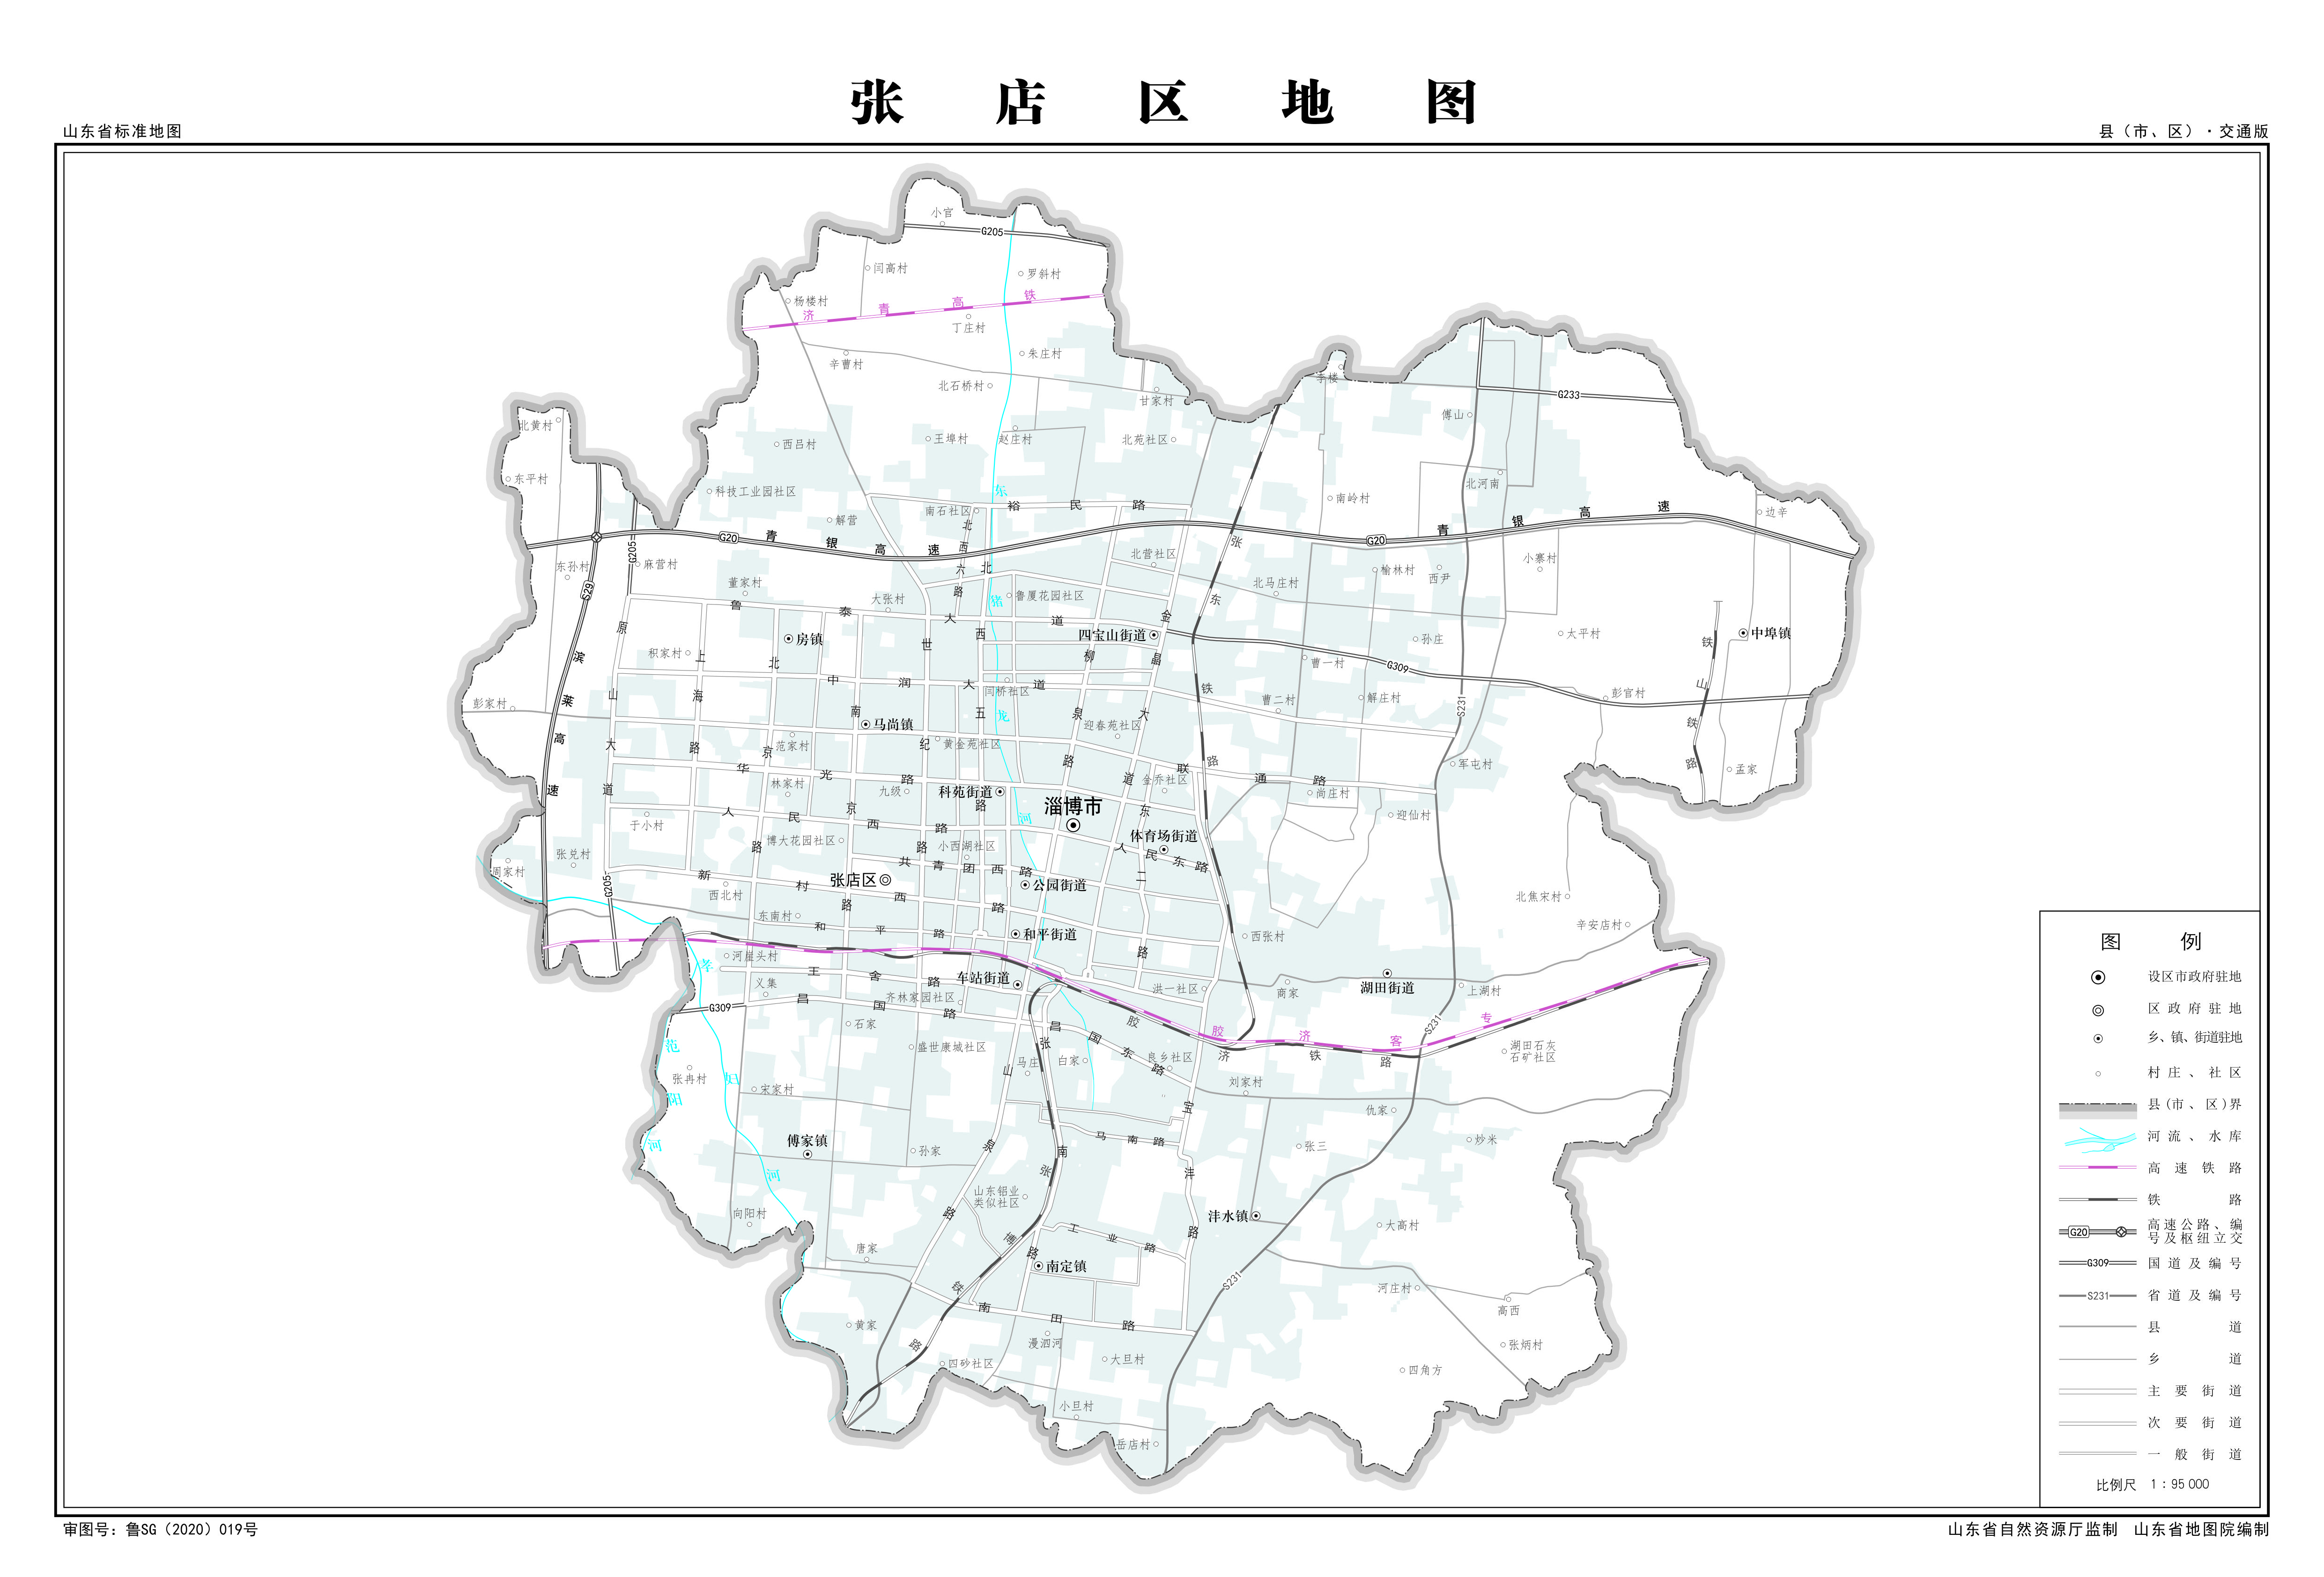 张店区地图
山东省标准地图
县（市、区）·交通版
小官
G205
闫高村
罗斜村
杨楼村
济青高铁
丁庄村
辛曹村
朱庄村
北石桥村
甘家村
李楼
G233
傅山
北黄村
西吕村
王埠村
赵庄村
北苑社区
东平村
科技工业园社区
北河南
南岭村
裕民路
南石社区
解营
边辛
G20
青银高速
G20
青银高速
G205
麻营村
东孙村
S29
北营社区
小寨村
榆林村
西尹
董家村
大张村
鲁厦花园社区
北马庄村
北西六路
鲁泰大道
四宝山街道
房镇
孙庄
太平村
中埠镇
积家村
曹一村
G309
北中润大道
闫桥社区
曹二村
解庄村
彭官村
彭家村
S231
马尚镇
迎春苑社区
范家村
黄金苑社区
滨莱高速
原山大道
上海路
南京路
世纪路
北西五路
柳泉路
金晶大道
东二路
张东铁路
铁山铁路
华光路
联通路
金乔社区
军屯村
孟家
林家村
九级
科苑街道
淄博市
尚庄村
迎仙村
于小村
人民西路
人民东路
体育场街道
博大花园社区
小西湖社区
共青团西路
张兑村
周家村
张店区
公园街道
G205
新村西路
西北村
东南村
北焦宋村
辛安店村
和平路
和平街道
西张村
河崖头村
王舍路
车站街道
义集
齐林家园社区
洪一社区
商家
湖田街道
上湖村
G309
昌国路
石家
昌国东路
胶济铁路
胶济客专
S231
盛世康城社区
马庄
白家
良乡社区
湖田石灰
石矿社区
张冉村
宋家村
刘家村
仇家
炒米
东猪龙河
孝妇河
范阳河
傅家镇
孙家
马南路
张三
山泉路
宝沣路
山东铝业
类似社区
向阳村
沣水镇
大高村
工业路
张南路
张博铁路
唐家
南定镇
S231
河庄村
高西
南田路
黄家
漫泗河
大旦村
张炳村
四砂社区
四角方
小旦村
岳店村
图例
设区市政府驻地
区政府驻地
乡、镇、街道驻地
村庄、社区
县(市、区)界
河流、水库
高速铁路
铁路
G20
高速公路、编
号及枢纽立交
G309
国道及编号
S231
省道及编号
县道
乡道
主要街道
次要街道
一般街道
比例尺 1：95 000
审图号：鲁SG（2020）019号
山东省自然资源厅监制 山东省地图院编制